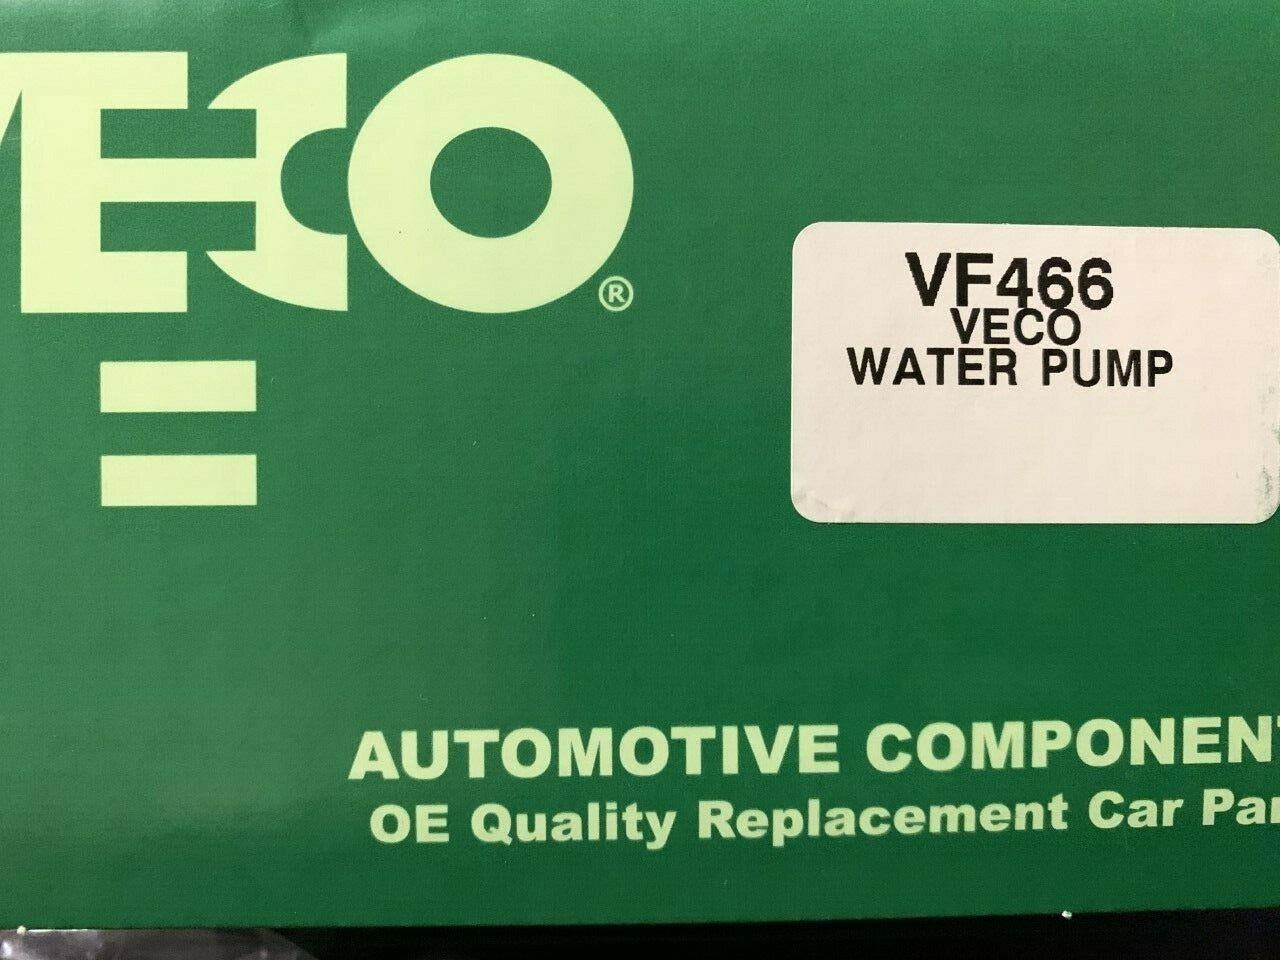 VECO®
VF466
VECO
WATER PUMP
AUTOMOTIVE COMPONENT
OE Quality Replacement Car Par